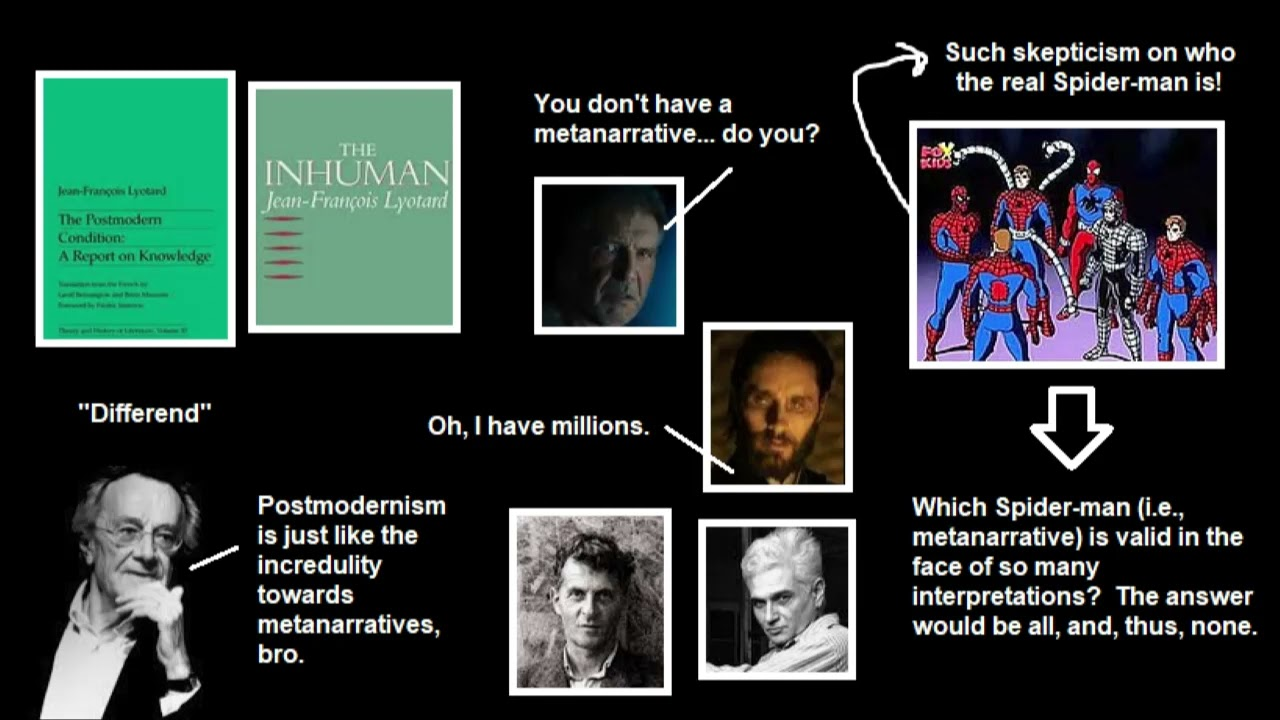 Jean-François Lyotard
The Postmodern
Condition:
A Report on Knowledge
Translation from the French by
Geoff Bennington and Brian Massumi
Foreword by Fredric Jameson
Theory and History of Literature, Volume 10
THE
INHUMAN
Jean-François Lyotard
You don't have a
metanarrative... do you?
Such skepticism on who
the real Spider-man is!
FOX
KIDS
"Differend"
Oh, I have millions.
Postmodernism
is just like the
incredulity
towards
metanarratives,
bro.
Which Spider-man (i.e.,
metanarrative) is valid in the
face of so many
interpretations?  The answer
would be all, and, thus, none.